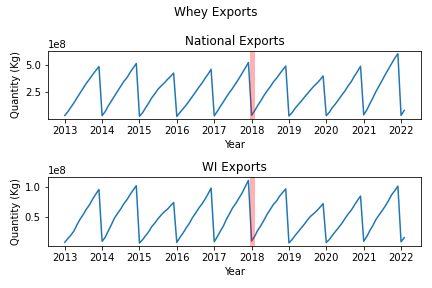 Whey Exports
National Exports
1e8
Quantity (Kg)
5.0
2.5
2013 2014 2015 2016 2017 2018 2019 2020 2021 2022
Year
WI Exports
1e8
Quantity (Kg)
1.0
0.5
2013 2014 2015 2016 2017 2018 2019 2020 2021 2022
Year